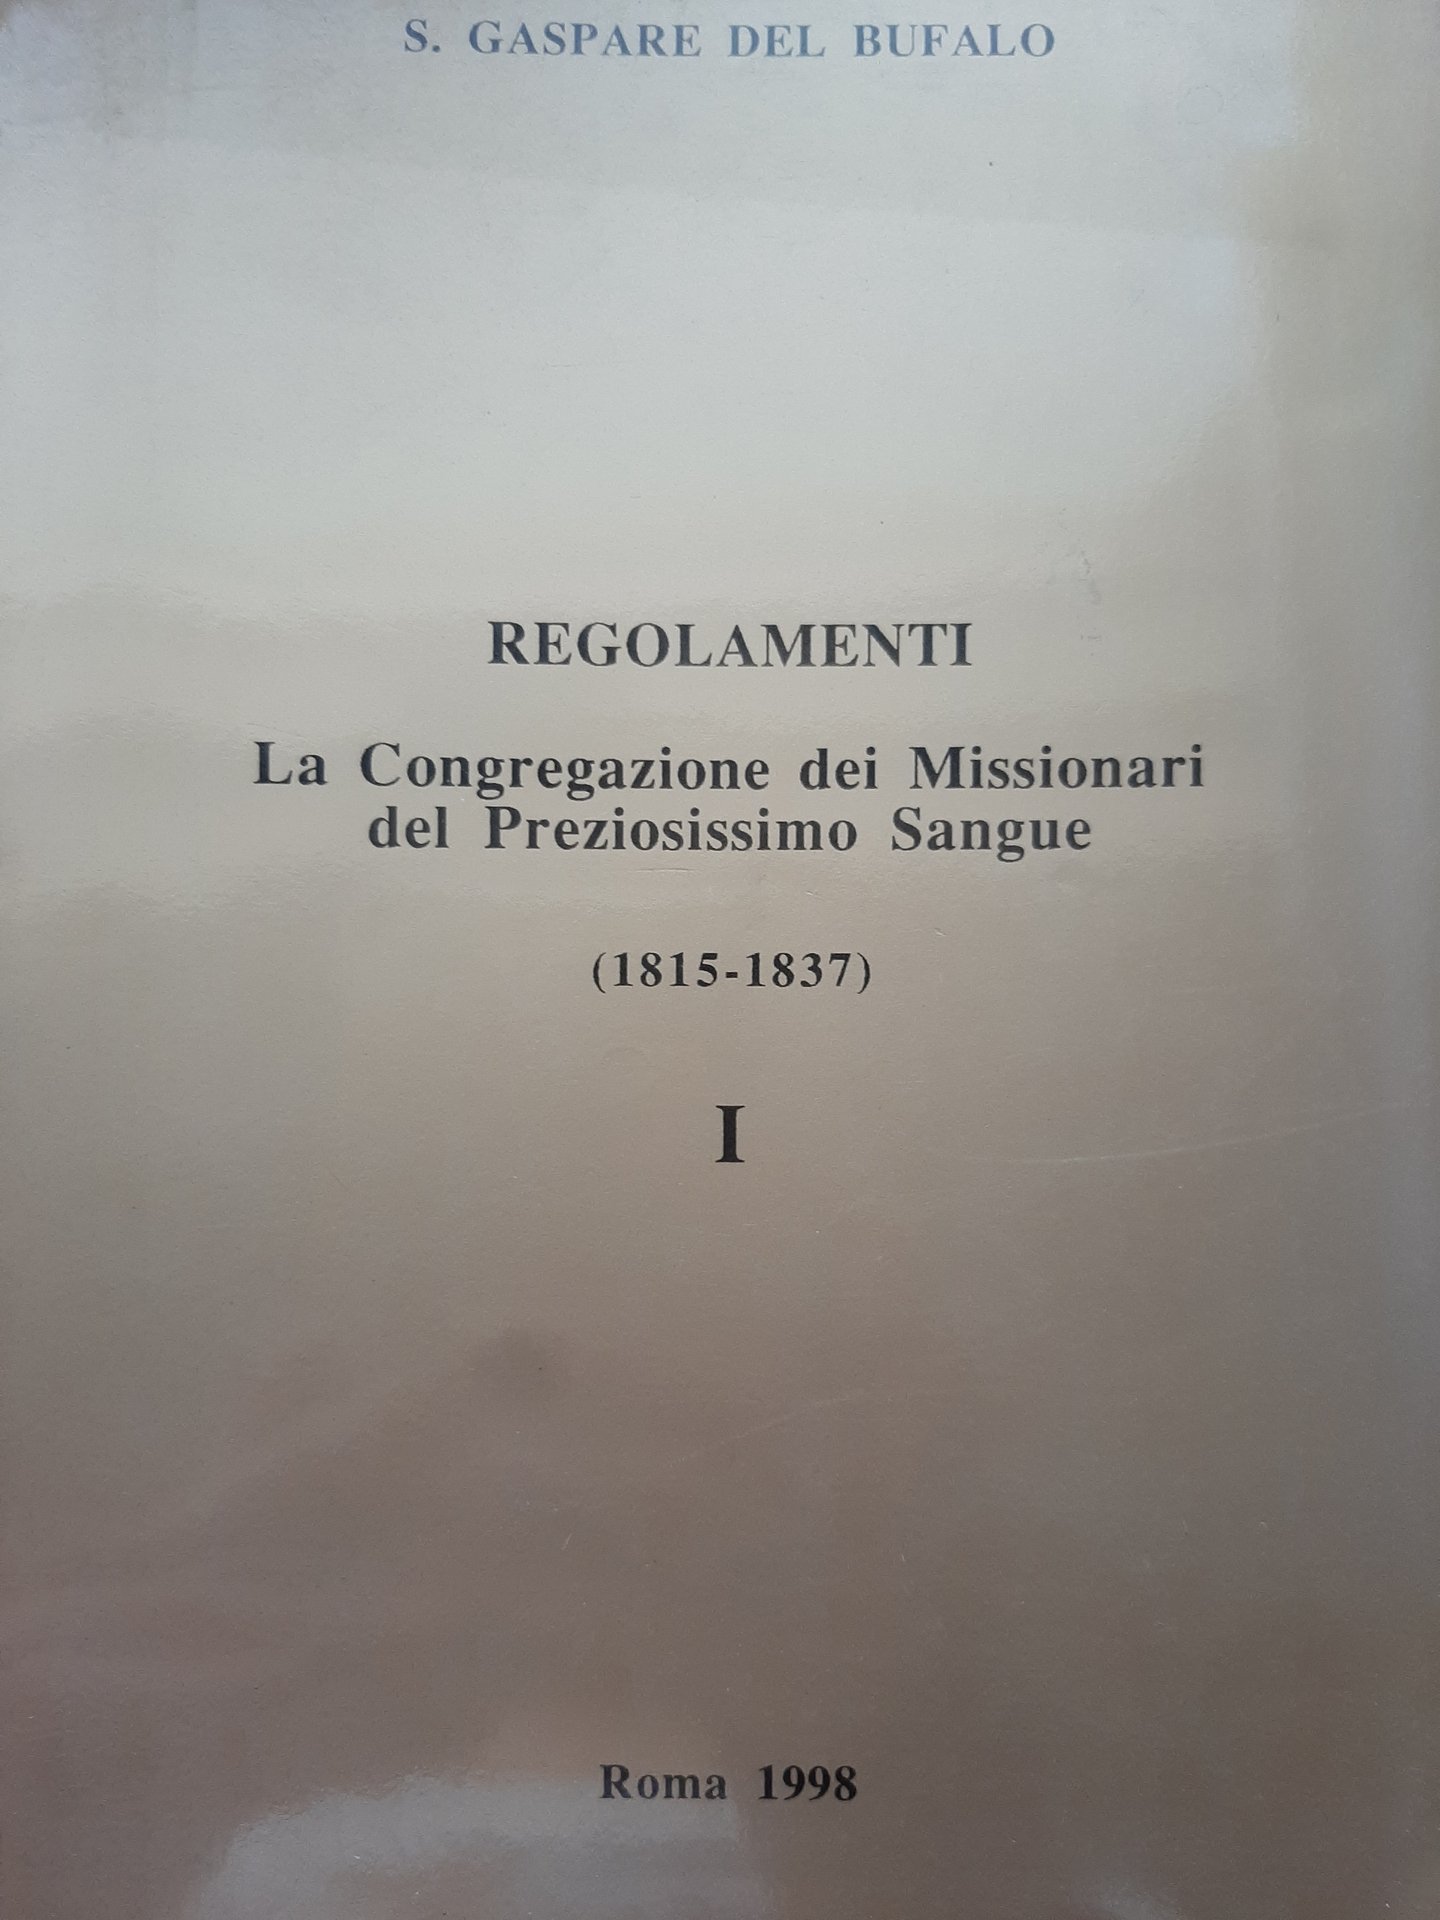 S. GASPARE DEL BUFALO
REGOLAMENTI
La Congregazione dei Missionari
del Preziosissimo Sangue
(1815-1837)
I
Roma 1998